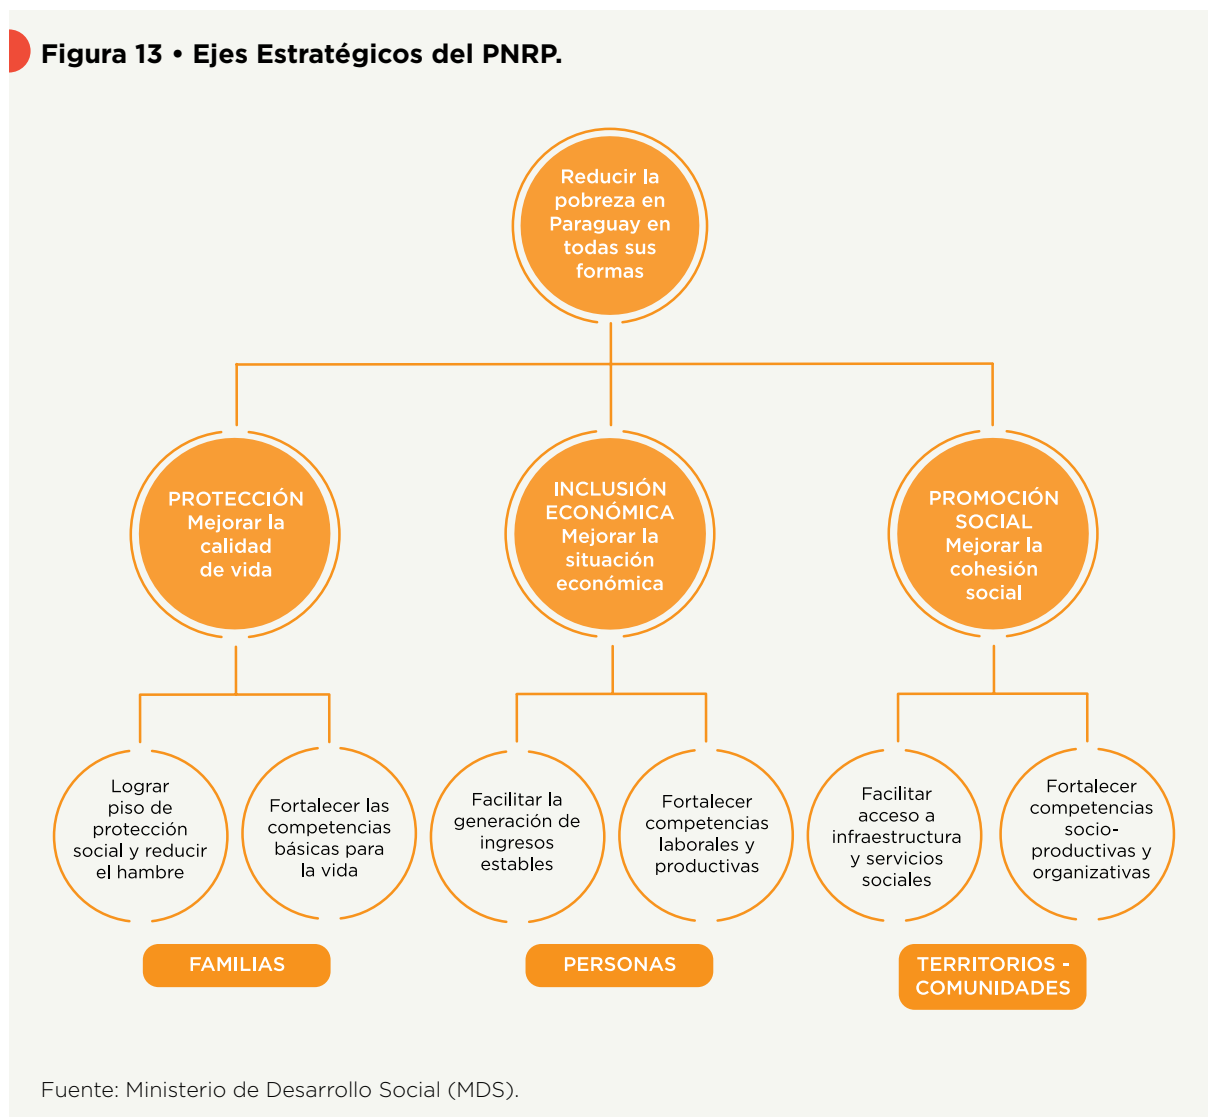 Figura 13 • Ejes Estratégicos del PNRP.
Reducir la
pobreza en
Paraguay en
todas sus
formas
PROTECCIÓN
Mejorar la
calidad
de vida
INCLUSIÓN
ECONÓMICA
Mejorar la
situación
económica
PROMOCIÓN
SOCIAL
Mejorar la
cohesión
social
Lograr
piso de
protección
social y reducir
el hambre
Fortalecer las
competencias
básicas para
la vida
Facilitar la
generación de
ingresos
estables
Fortalecer
competencias
laborales y
productivas
Facilitar
acceso a
infraestructura
y servicios
sociales
Fortalecer
competencias
socio-
productivas y
organizativas
FAMILIAS
PERSONAS
TERRITORIOS -
COMUNIDADES
Fuente: Ministerio de Desarrollo Social (MDS).